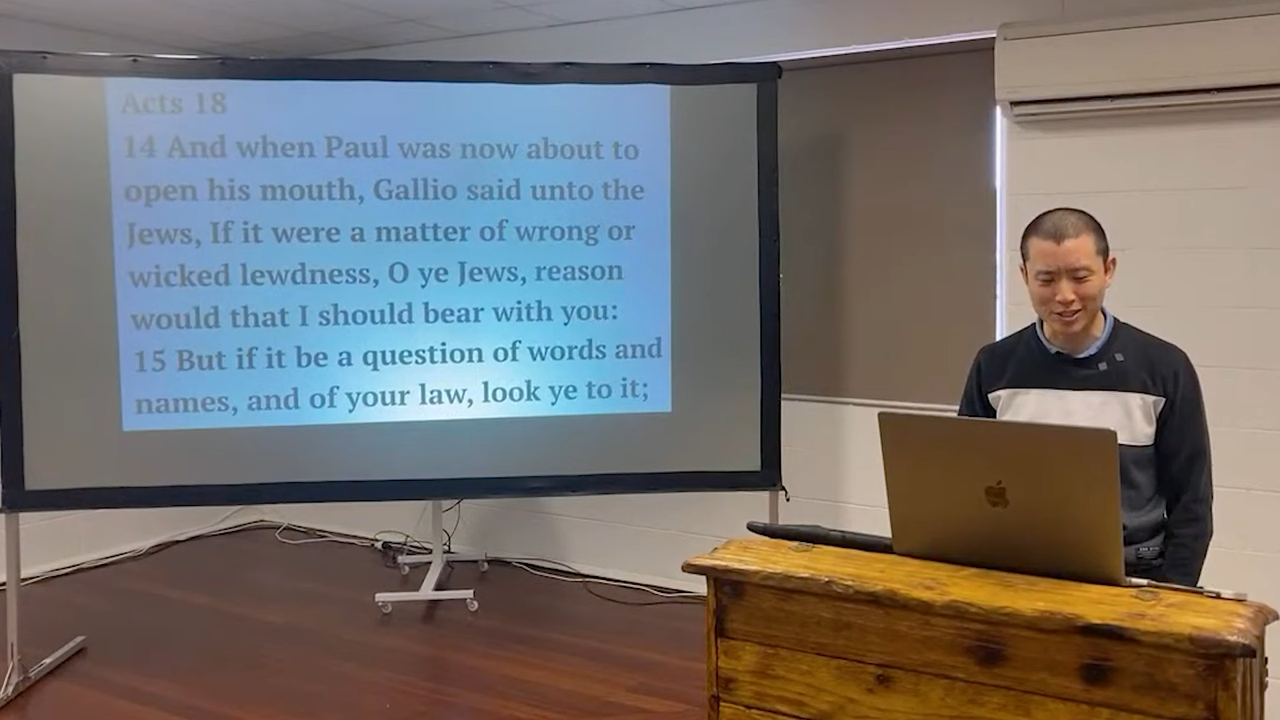 Acts 18
14 And when Paul was now about to
open his mouth, Gallio said unto the
Jews, If it were a matter of wrong or
wicked lewdness, O ye Jews, reason
would that I should bear with you:
15 But if it be a question of words and
names, and of your law, look ye to it;